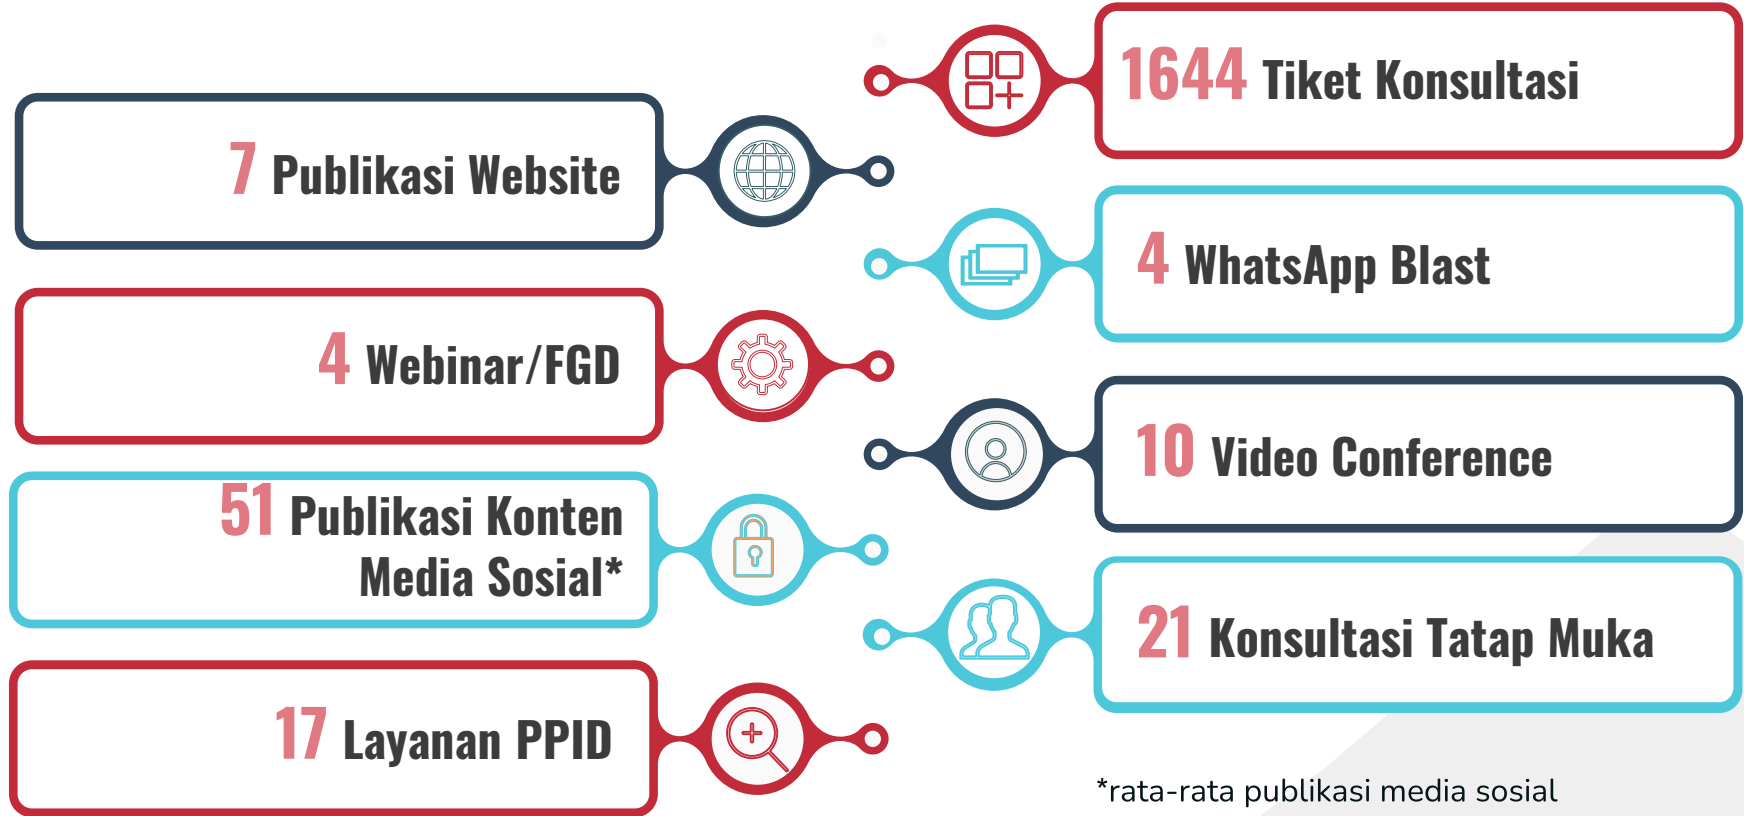 7 Publikasi Website
4 Webinar/FGD
51 Publikasi Konten
Media Sosial*
17 Layanan PPID
1644 Tiket Konsultasi
4 WhatsApp Blast
10 Video Conference
21 Konsultasi Tatap Muka
*rata-rata publikasi media sosial